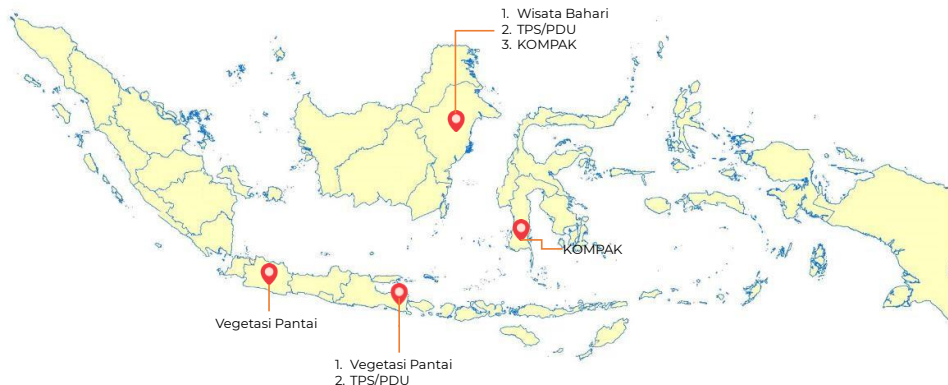 1. Wisata Bahari
2. TPS/PDU
3. KOMPAK
KOMPAK
Vegetasi Pantai
1. Vegetasi Pantai
2. TPS/PDU